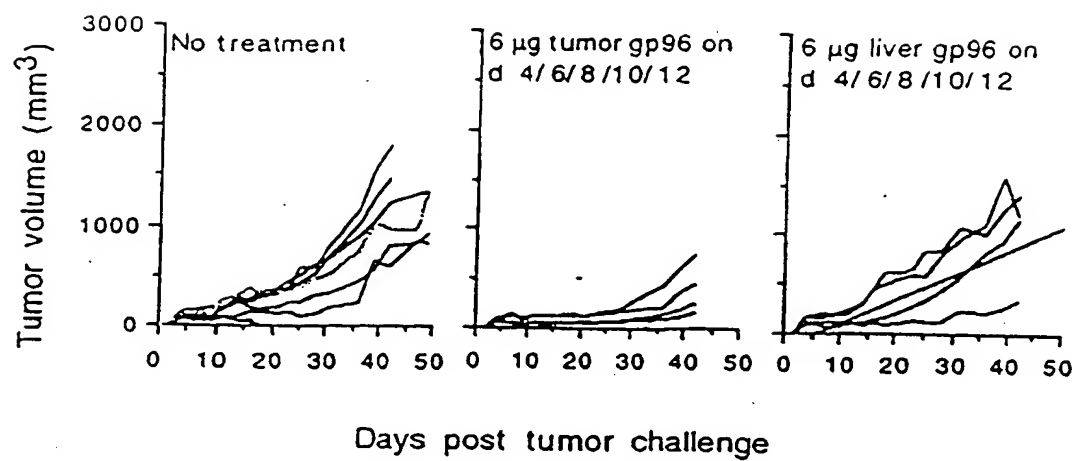 No treatment
6 µg tumor gp96 on
d 4/6/8/10/12
6 µg liver gp96 on
d 4/6/8/10/12
Tumor volume (mm³)
3000
2000
1000
0
0 10 20 30 40 50
0 10 20 30 40 50
0 10 20 30 40 50
Days post tumor challenge